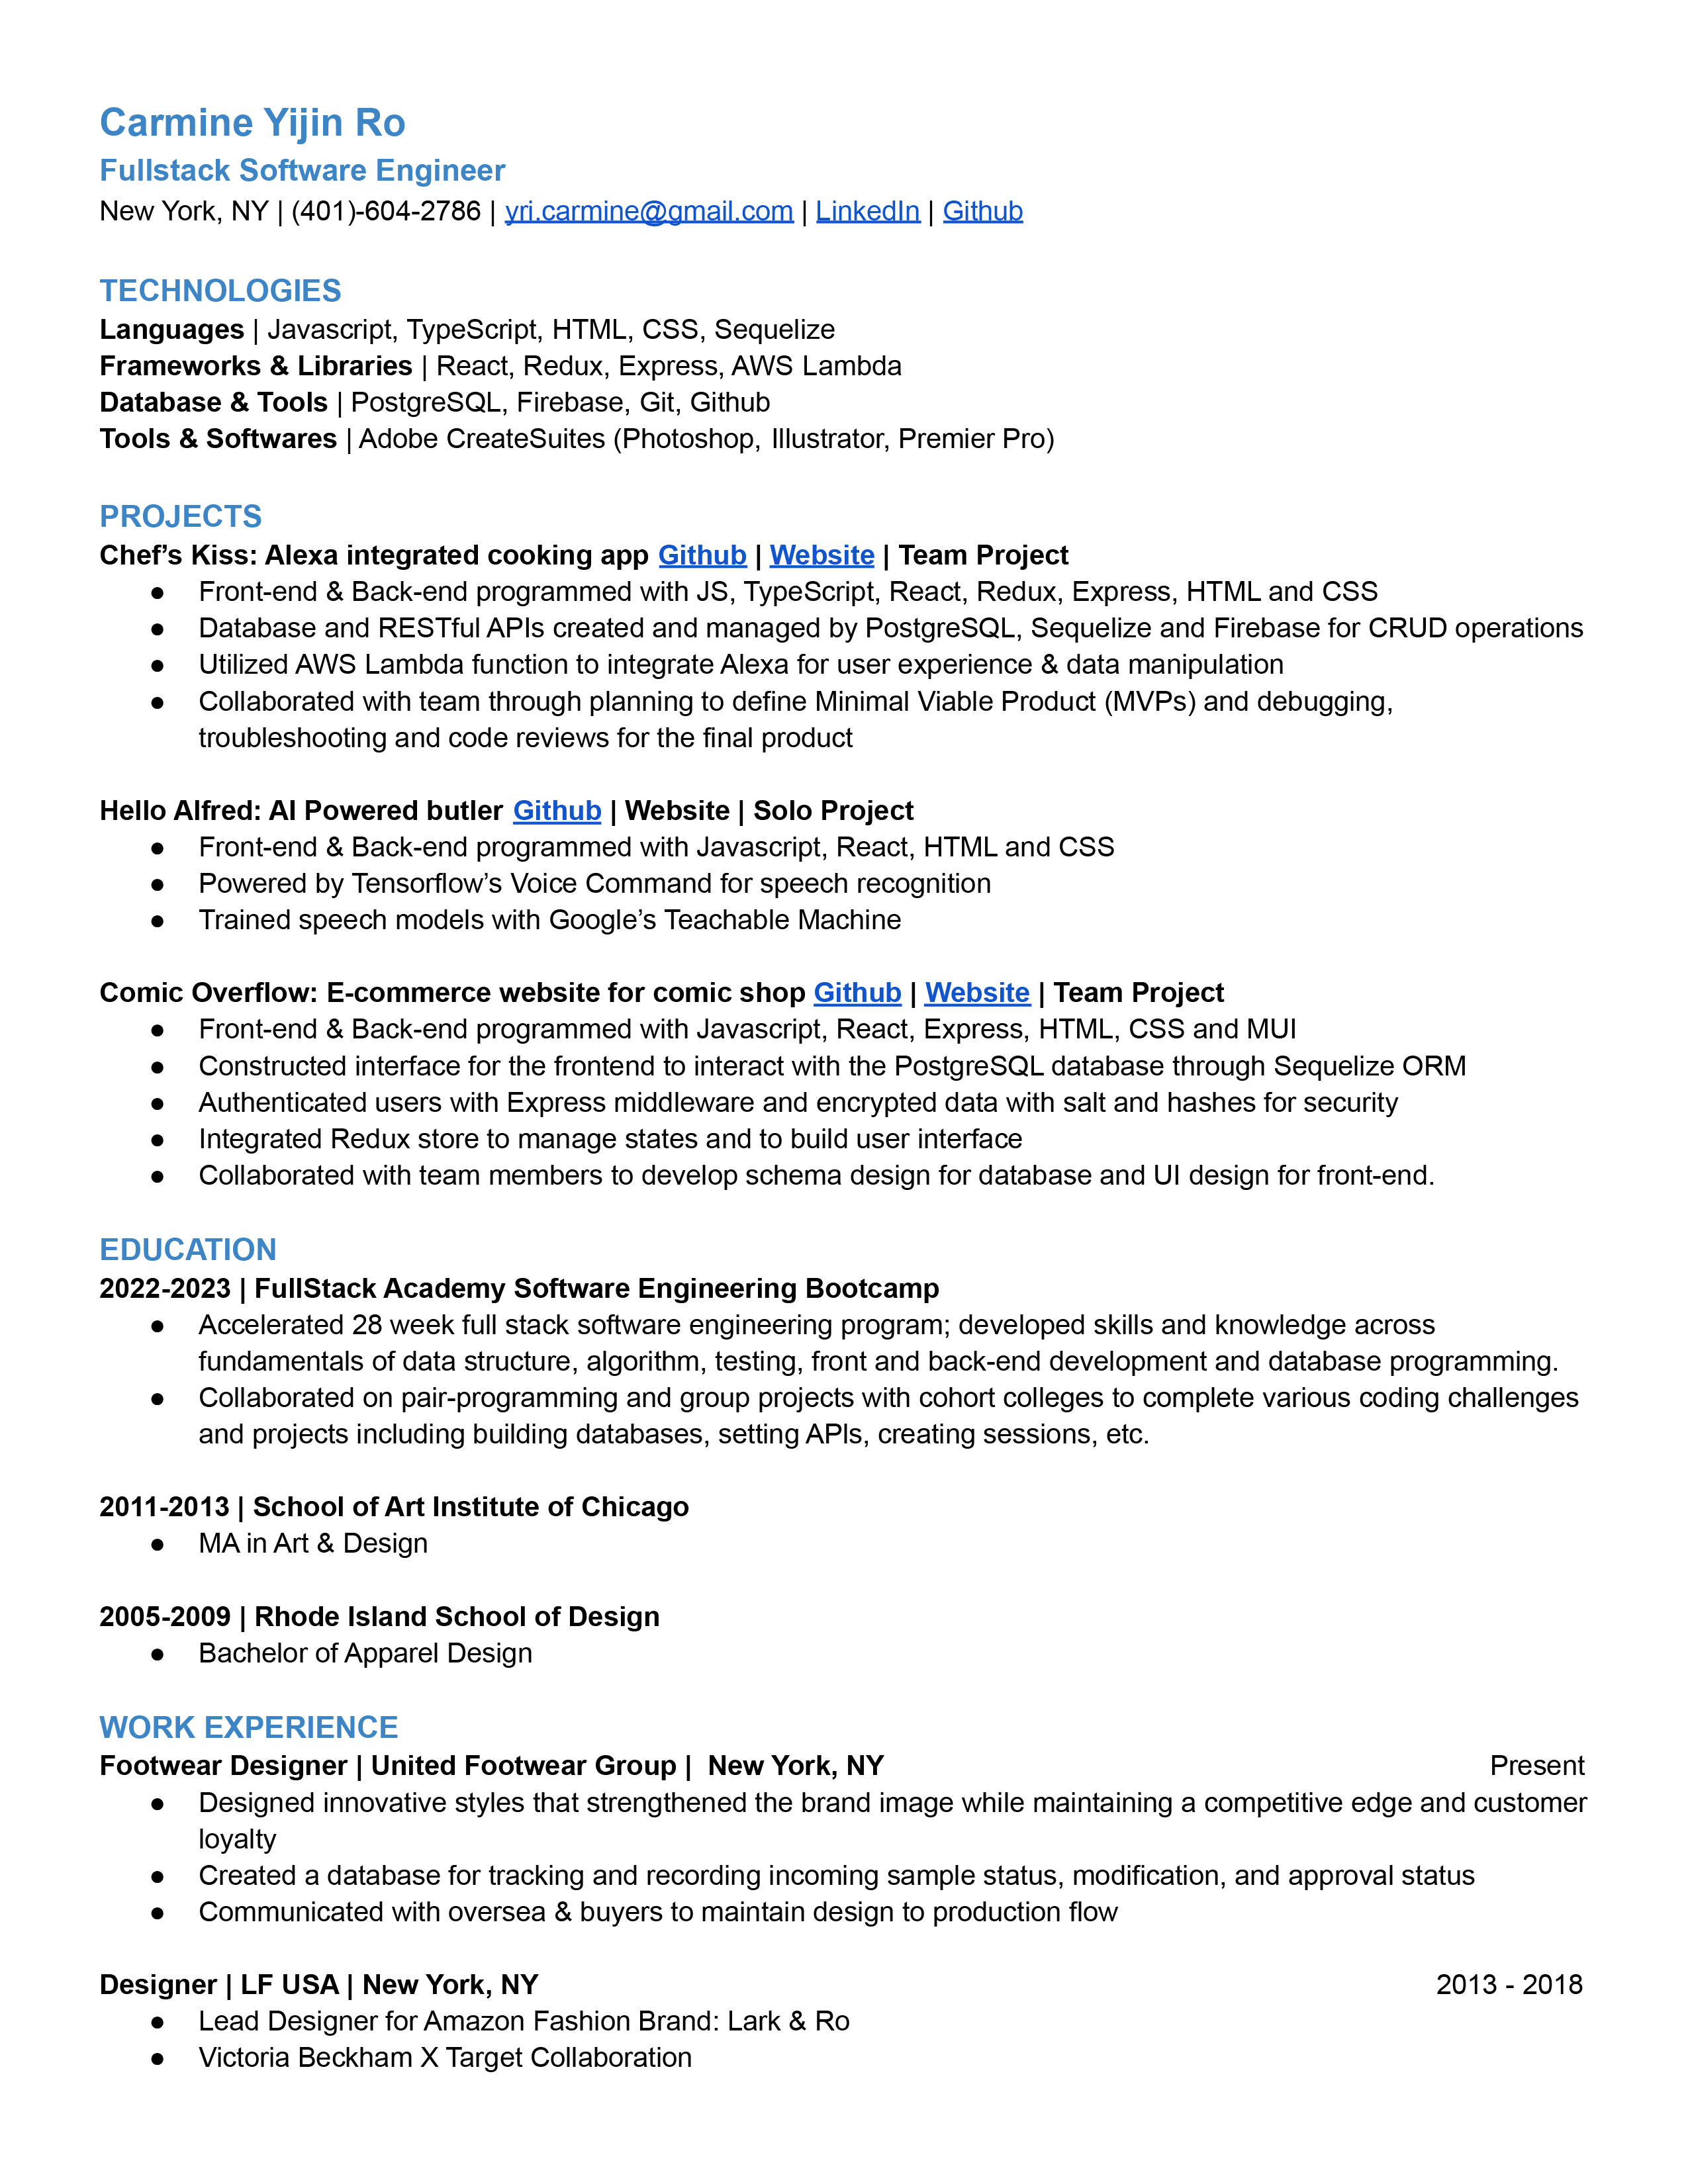 Carmine Yijin Ro
Fullstack Software Engineer
New York, NY | (401)-604-2786 | yri.carmine@gmail.com | LinkedIn | Github
TECHNOLOGIES
Languages | Javascript, TypeScript, HTML, CSS, Sequelize
Frameworks & Libraries | React, Redux, Express, AWS Lambda
Database & Tools | PostgreSQL, Firebase, Git, Github
Tools & Softwares | Adobe CreateSuites (Photoshop, Illustrator, Premier Pro)
PROJECTS
Chef’s Kiss: Alexa integrated cooking app Github | Website | Team Project
● Front-end & Back-end programmed with JS, TypeScript, React, Redux, Express, HTML and CSS
● Database and RESTful APIs created and managed by PostgreSQL, Sequelize and Firebase for CRUD operations
● Utilized AWS Lambda function to integrate Alexa for user experience & data manipulation
● Collaborated with team through planning to define Minimal Viable Product (MVPs) and debugging,
troubleshooting and code reviews for the final product
Hello Alfred: AI Powered butler Github | Website | Solo Project
● Front-end & Back-end programmed with Javascript, React, HTML and CSS
● Powered by Tensorflow’s Voice Command for speech recognition
● Trained speech models with Google’s Teachable Machine
Comic Overflow: E-commerce website for comic shop Github | Website | Team Project
● Front-end & Back-end programmed with Javascript, React, Express, HTML, CSS and MUI
● Constructed interface for the frontend to interact with the PostgreSQL database through Sequelize ORM
● Authenticated users with Express middleware and encrypted data with salt and hashes for security
● Integrated Redux store to manage states and to build user interface
● Collaborated with team members to develop schema design for database and UI design for front-end.
EDUCATION
2022-2023 | FullStack Academy Software Engineering Bootcamp
● Accelerated 28 week full stack software engineering program; developed skills and knowledge across
fundamentals of data structure, algorithm, testing, front and back-end development and database programming.
● Collaborated on pair-programming and group projects with cohort colleges to complete various coding challenges
and projects including building databases, setting APIs, creating sessions, etc.
2011-2013 | School of Art Institute of Chicago
● MA in Art & Design
2005-2009 | Rhode Island School of Design
● Bachelor of Apparel Design
WORK EXPERIENCE
Footwear Designer | United Footwear Group | New York, NY Present
● Designed innovative styles that strengthened the brand image while maintaining a competitive edge and customer
loyalty
● Created a database for tracking and recording incoming sample status, modification, and approval status
● Communicated with oversea & buyers to maintain design to production flow
Designer | LF USA | New York, NY 2013 - 2018
● Lead Designer for Amazon Fashion Brand: Lark & Ro
● Victoria Beckham X Target Collaboration